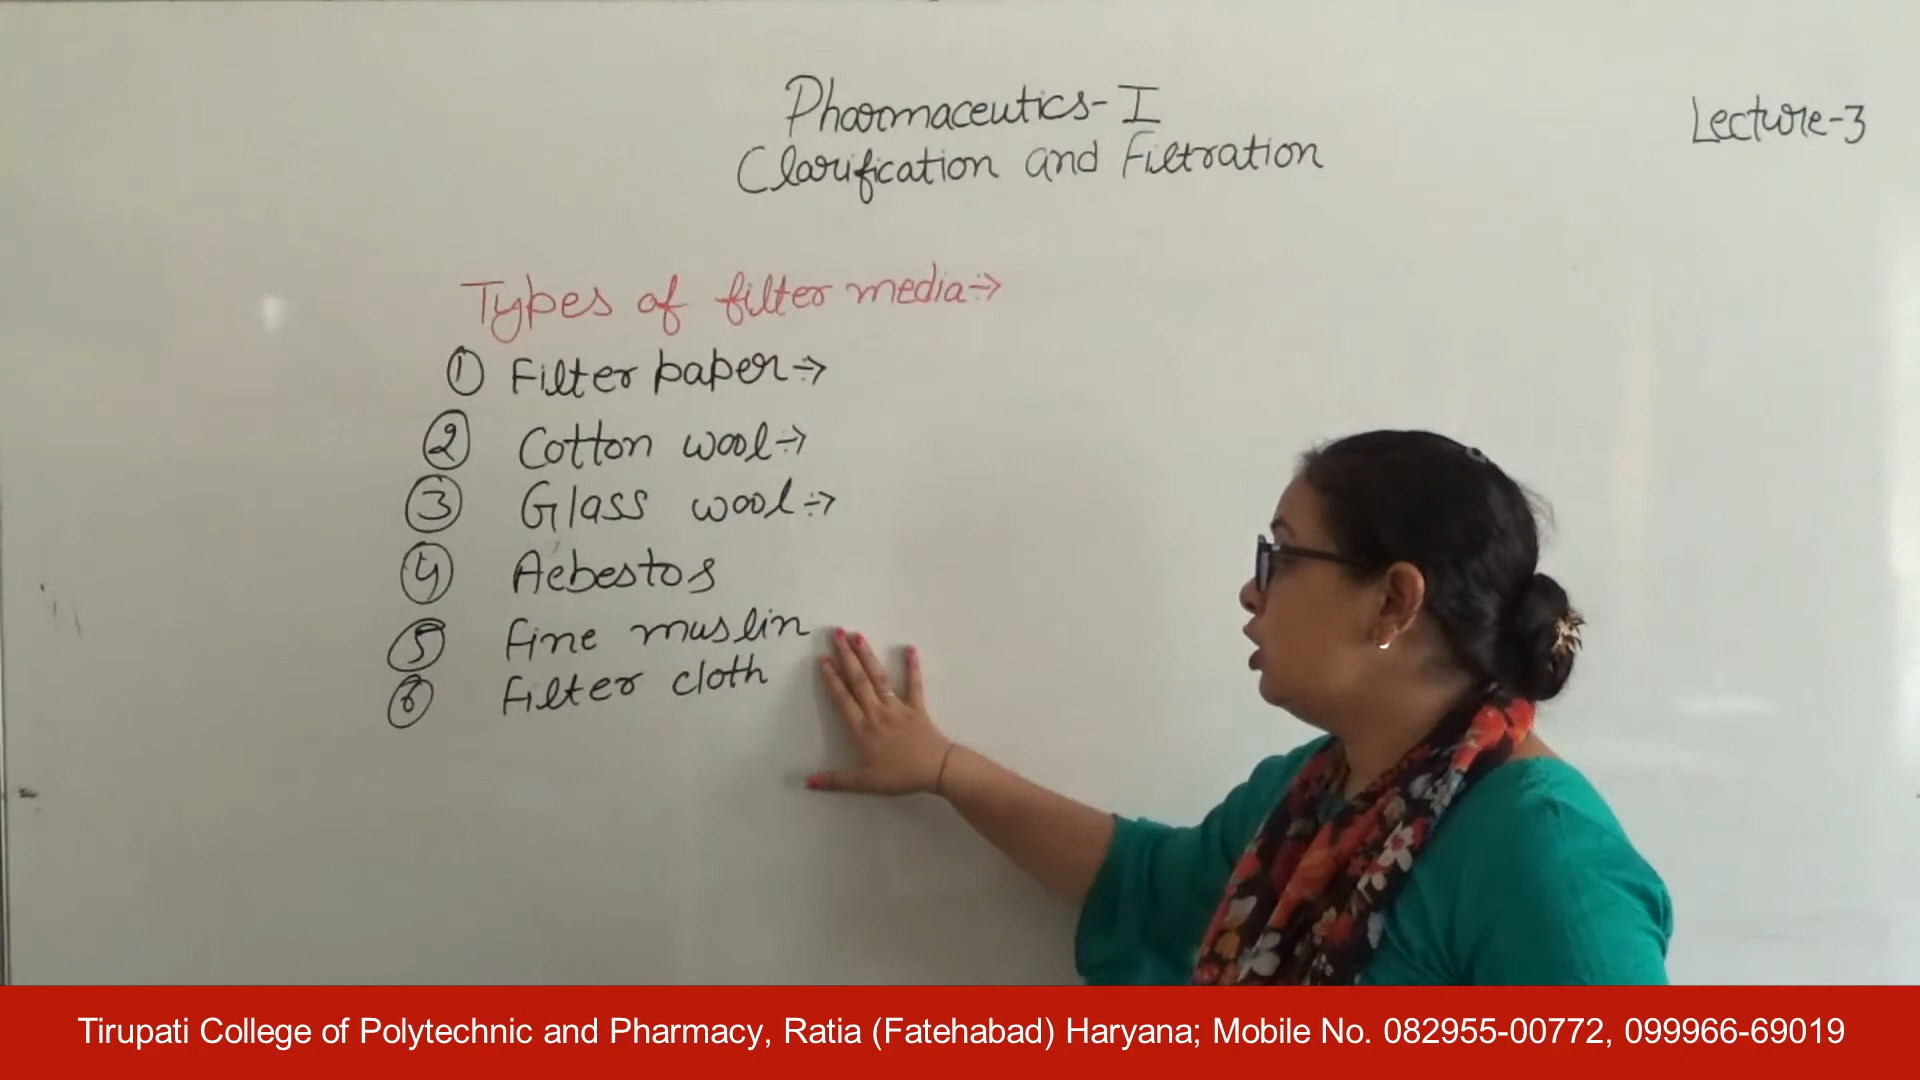 Pharmaceutics-I
Lecture-3
Clarification and Filtration
Types of filter media÷>
① Filter paper÷>
② Cotton wool÷>
③ Glass wool÷>
④ Aebestos
⑤ fine muslin
⑥ filter cloth
Tirupati College of Polytechnic and Pharmacy, Ratia (Fatehabad) Haryana; Mobile No. 082955-00772, 099966-69019